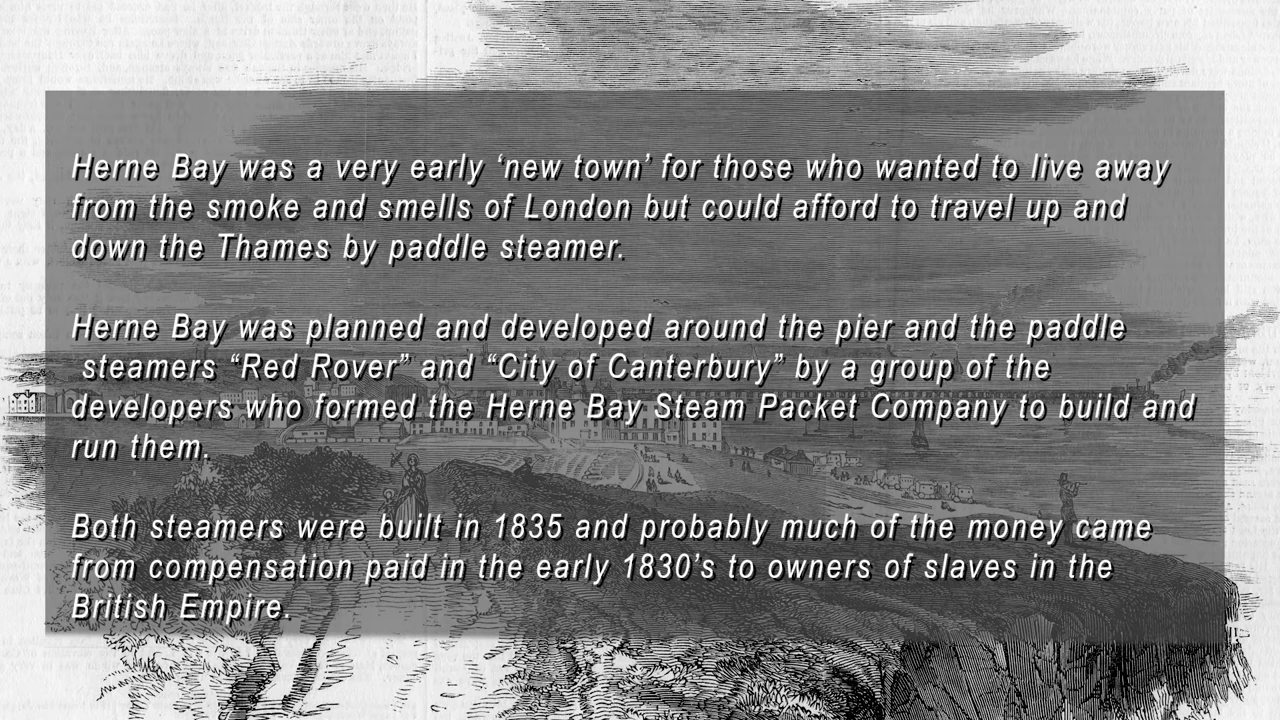 Herne Bay was a very early ‘new town’ for those who wanted to live away
from the smoke and smells of London but could afford to travel up and
down the Thames by paddle steamer.
Herne Bay was planned and developed around the pier and the paddle
steamers “Red Rover” and “City of Canterbury” by a group of the
developers who formed the Herne Bay Steam Packet Company to build and
run them.
Both steamers were built in 1835 and probably much of the money came
from compensation paid in the early 1830’s to owners of slaves in the
British Empire.